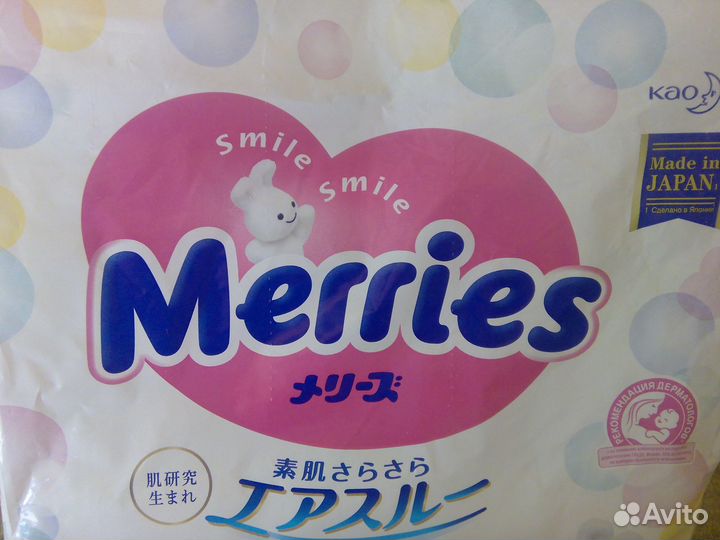 Smile Smile
Kao
Made in
JAPAN.
1 Сделано в Японии
Merries
メリーズ
РЕКОМЕНДАЦИЯ ДЕРМАТОЛОГОВ
肌研究
生まれ
素肌さらさら
エアスルー
Avito